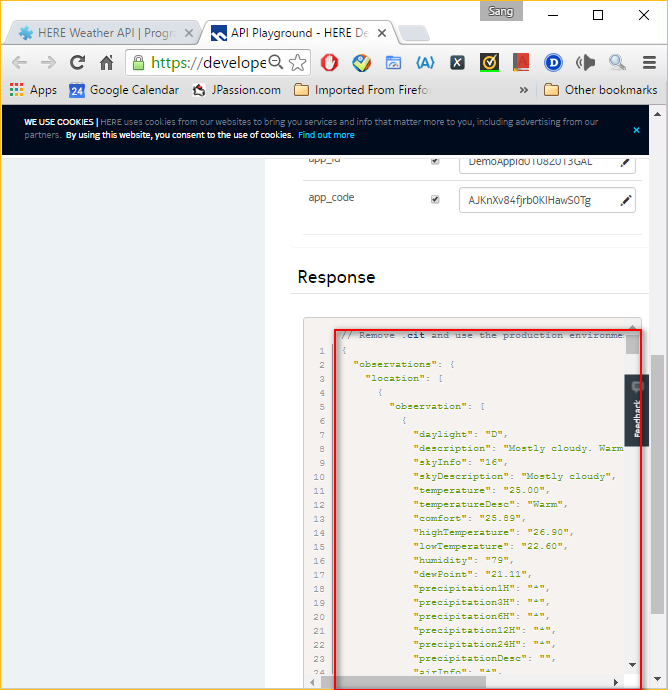 Sang
HERE Weather API | Progr
API Playground - HERE De
https://develope
Apps
24 Google Calendar
JPassion.com
Imported From Firefo
»
Other bookmarks
WE USE COOKIES | HERE uses cookies from our websites to bring you services and info that matter more to you, including advertising from our
partners. By using this website, you consent to the use of cookies. Find out more
app_id
app_code
AJKnXv84fjrb0KIHawS0Tg
Response
// Remove .cit and use the production environme
1 {
2 "observations": {
3 "location": [
4 {
5 "observation": [
6 {
7 "daylight": "D",
8 "description": "Mostly cloudy. Warm
9 "skyInfo": "16",
10 "skyDescription": "Mostly cloudy",
11 "temperature": "25.00",
12 "temperatureDesc": "Warm",
13 "comfort": "25.89",
14 "highTemperature": "26.90",
15 "lowTemperature": "22.60",
16 "humidity": "79",
17 "dewPoint": "21.11",
18 "precipitation1H": "*",
19 "precipitation3H": "*",
20 "precipitation6H": "*",
21 "precipitation12H": "*",
22 "precipitation24H": "*",
23 "precipitationDesc": "",
24 "airInfo": "*",
Feedback